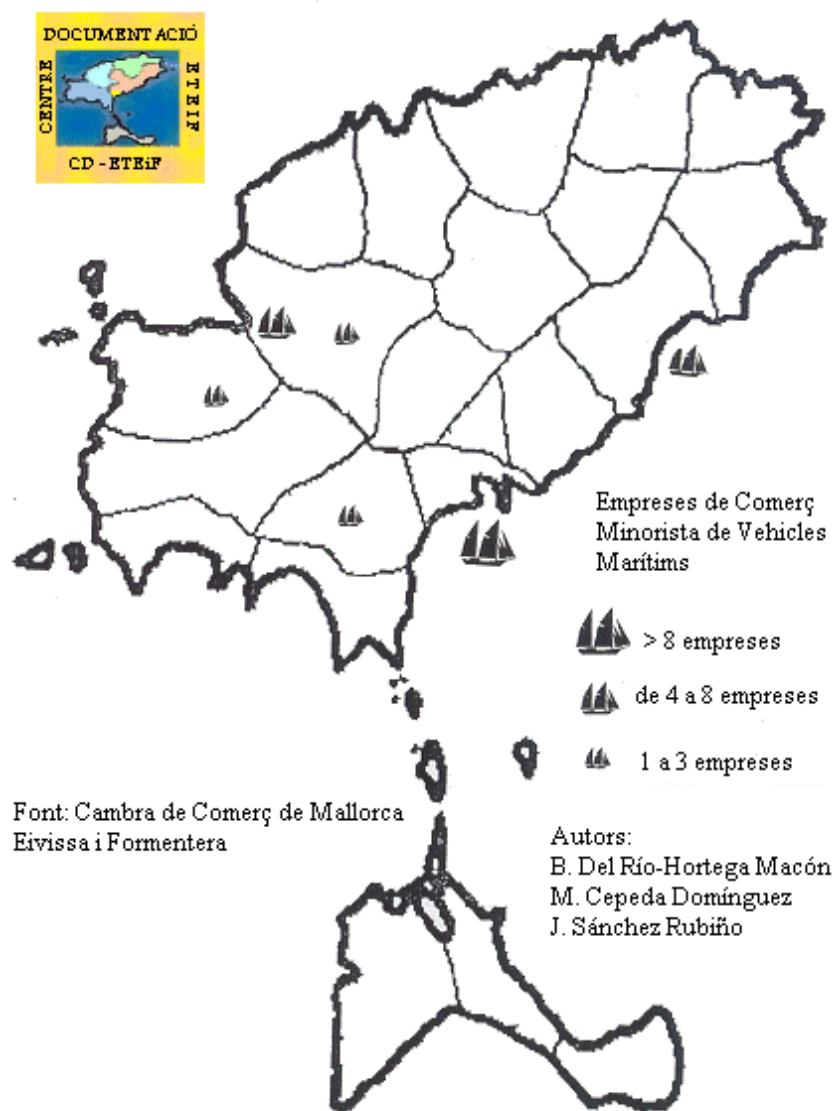 DOCUMENTACIÓ
CENTRE
ETEIF
CD - ETEiF
Empreses de Comerç
Minorista de Vehicles
Marítims
> 8 empreses
de 4 a 8 empreses
1 a 3 empreses
Font: Cambra de Comerç de Mallorca
Eivissa i Formentera
Autors:
B. Del Río-Hortega Macón
M. Cepeda Domínguez
J. Sánchez Rubiño